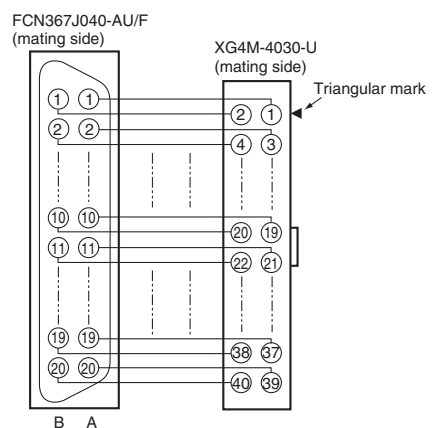 FCN367J040-AU/F
(mating side)
XG4M-4030-U
(mating side)
Triangular mark
1 1
2 1
2 2
4 3
10 10
20 19
11 11
22 21
19 19
38 37
20 20
40 39
B A